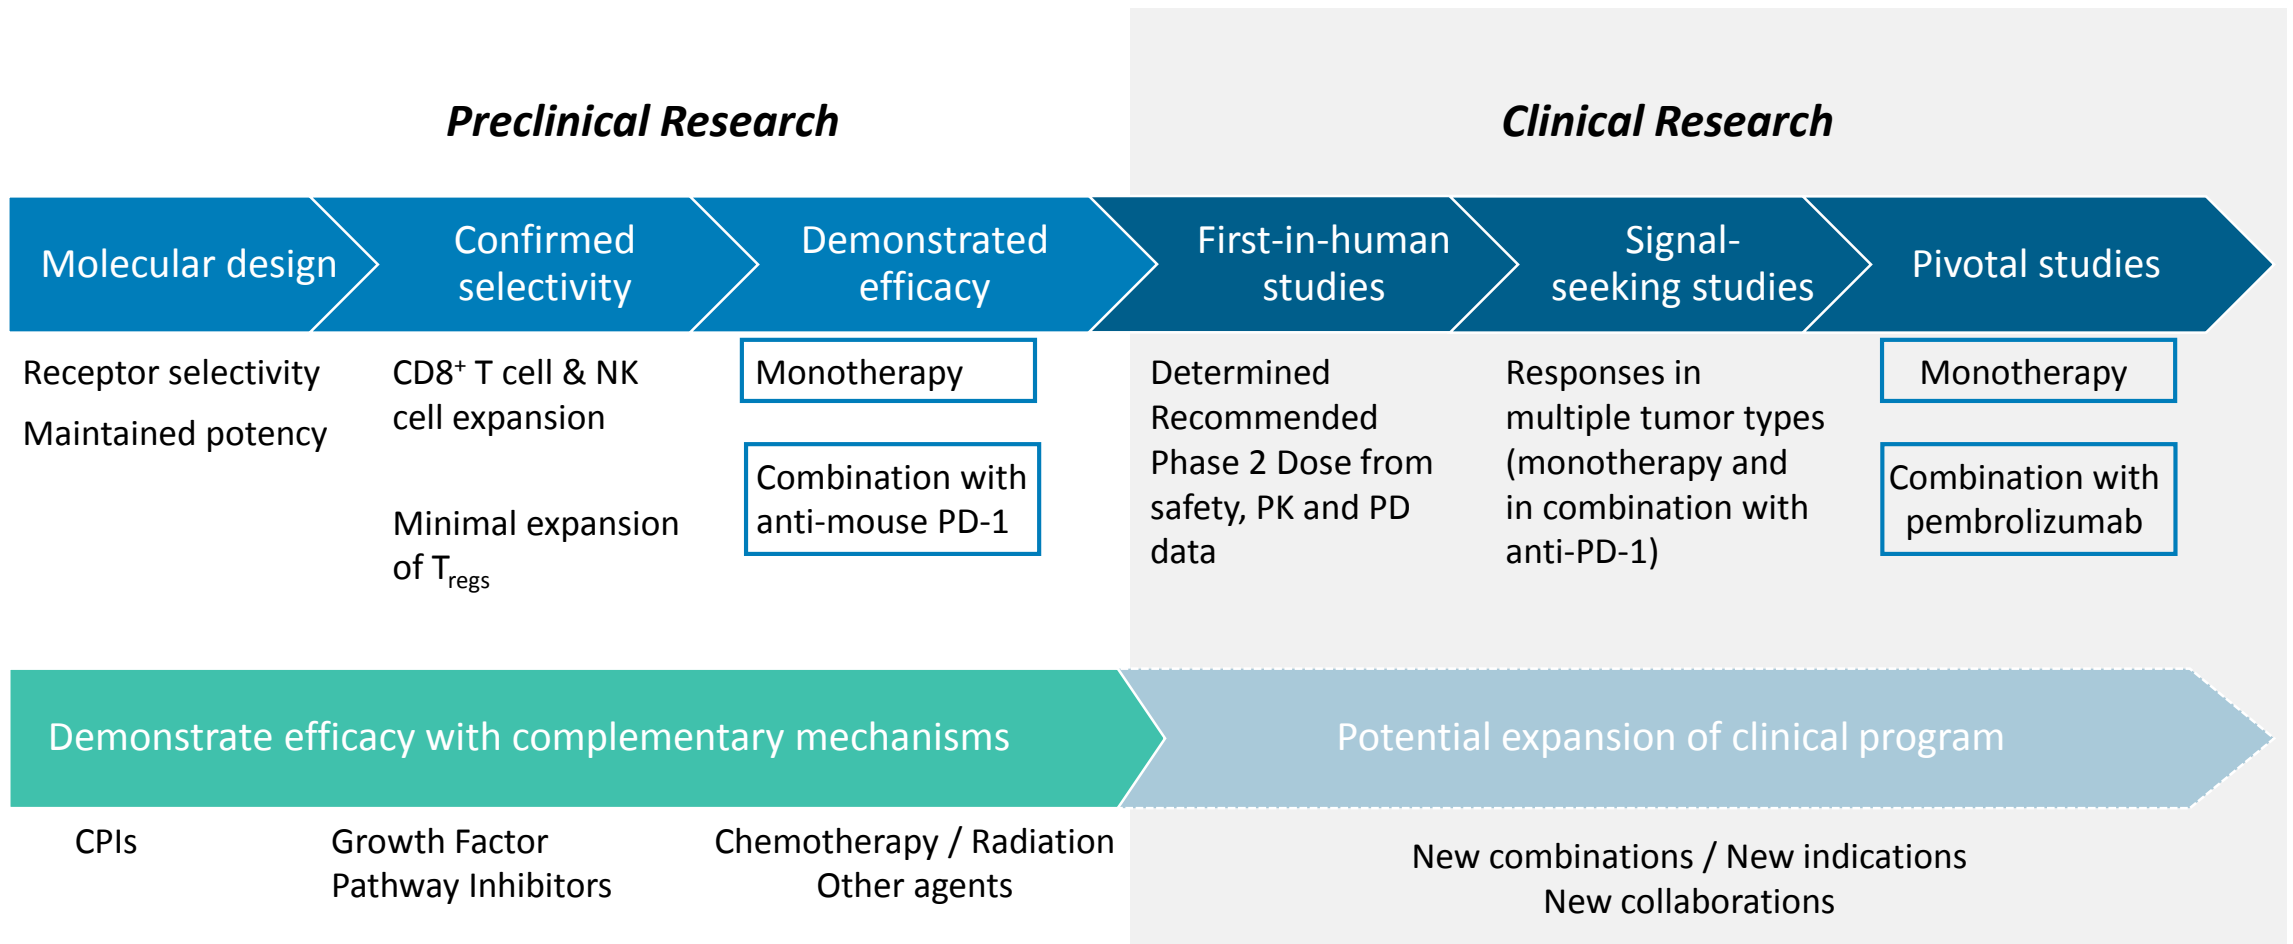 Preclinical Research
Clinical Research
Molecular design
Confirmed
selectivity
Demonstrated
efficacy
First-in-human
studies
Signal-
seeking studies
Pivotal studies
Receptor selectivity
Maintained potency
CD8⁺ T cell & NK
cell expansion
Minimal expansion
of Tregs
Monotherapy
Combination with
anti-mouse PD-1
Determined
Recommended
Phase 2 Dose from
safety, PK and PD
data
Responses in
multiple tumor types
(monotherapy and
in combination with
anti-PD-1)
Monotherapy
Combination with
pembrolizumab
Demonstrate efficacy with complementary mechanisms
Potential expansion of clinical program
CPIs
Growth Factor
Pathway Inhibitors
Chemotherapy / Radiation
Other agents
New combinations / New indications
New collaborations